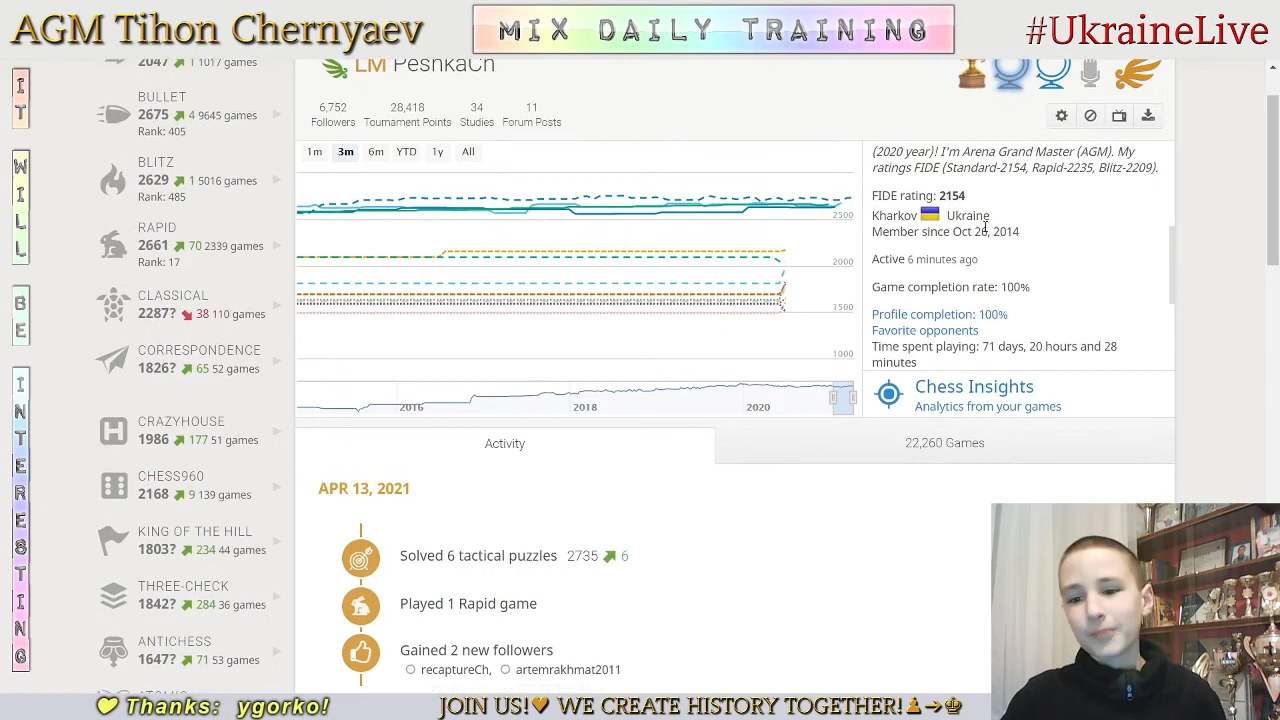 AGM Tihon Chernyaev
MIX DAILY TRAINING
#UkraineLive
IT
WILL
BE
INTERESTING
2047 1 1017 games
BULLET
2675 4 9645 games
Rank: 405
BLITZ
2629 1 5016 games
Rank: 485
RAPID
2661 70 2339 games
Rank: 17
CLASSICAL
2287? 38 110 games
CORRESPONDENCE
1826? 65 52 games
CRAZYHOUSE
1986 177 51 games
CHESS960
2168 9 139 games
KING OF THE HILL
1803? 234 44 games
THREE-CHECK
1842? 284 36 games
ANTICHESS
1647? 71 53 games
LM PeshkaCh
6,752 28,418 34 11
Followers Tournament Points Studies Forum Posts
1m 3m 6m YTD 1y All
2500
2000
1500
1000
2016 2018 2020
(2020 year)! I'm Arena Grand Master (AGM). My
ratings FIDE (Standard-2154, Rapid-2235, Blitz-2209).
FIDE rating: 2154
Kharkov Ukraine
Member since Oct 26, 2014
Active 6 minutes ago
Game completion rate: 100%
Profile completion: 100%
Favorite opponents
Time spent playing: 71 days, 20 hours and 28
minutes
Chess Insights
Analytics from your games
Activity 22,260 Games
APR 13, 2021
Solved 6 tactical puzzles 2735 6
Played 1 Rapid game
Gained 2 new followers
recaptureCh, artemrakhmat2011
Thanks: ygorko!
JOIN US! WE CREATE HISTORY TOGETHER!